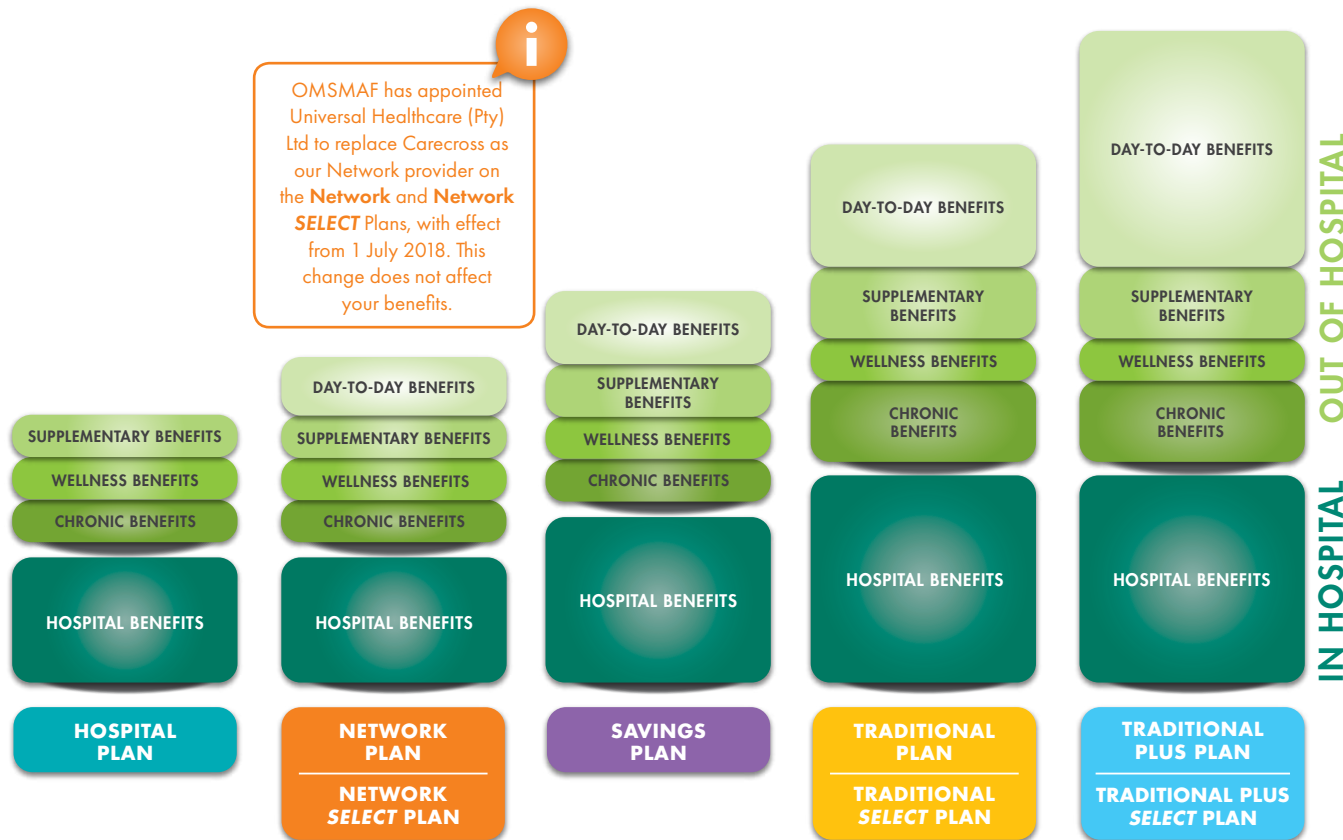 i
OMSMAF has appointed
Universal Healthcare (Pty)
Ltd to replace Carecross as
our Network provider on
the Network and Network
SELECT Plans, with effect
from 1 July 2018. This
change does not affect
your benefits.
SUPPLEMENTARY BENEFITS
WELLNESS BENEFITS
CHRONIC BENEFITS
HOSPITAL BENEFITS
HOSPITAL
PLAN
DAY-TO-DAY BENEFITS
SUPPLEMENTARY BENEFITS
WELLNESS BENEFITS
CHRONIC BENEFITS
HOSPITAL BENEFITS
NETWORK
PLAN
NETWORK
SELECT PLAN
DAY-TO-DAY BENEFITS
SUPPLEMENTARY
BENEFITS
WELLNESS BENEFITS
CHRONIC BENEFITS
HOSPITAL BENEFITS
SAVINGS
PLAN
DAY-TO-DAY BENEFITS
SUPPLEMENTARY
BENEFITS
WELLNESS BENEFITS
CHRONIC
BENEFITS
HOSPITAL BENEFITS
TRADITIONAL
PLAN
TRADITIONAL
SELECT PLAN
DAY-TO-DAY BENEFITS
SUPPLEMENTARY
BENEFITS
WELLNESS BENEFITS
CHRONIC
BENEFITS
HOSPITAL BENEFITS
TRADITIONAL
PLUS PLAN
TRADITIONAL PLUS
SELECT PLAN
OUT OF HOSPITAL
IN HOSPITAL